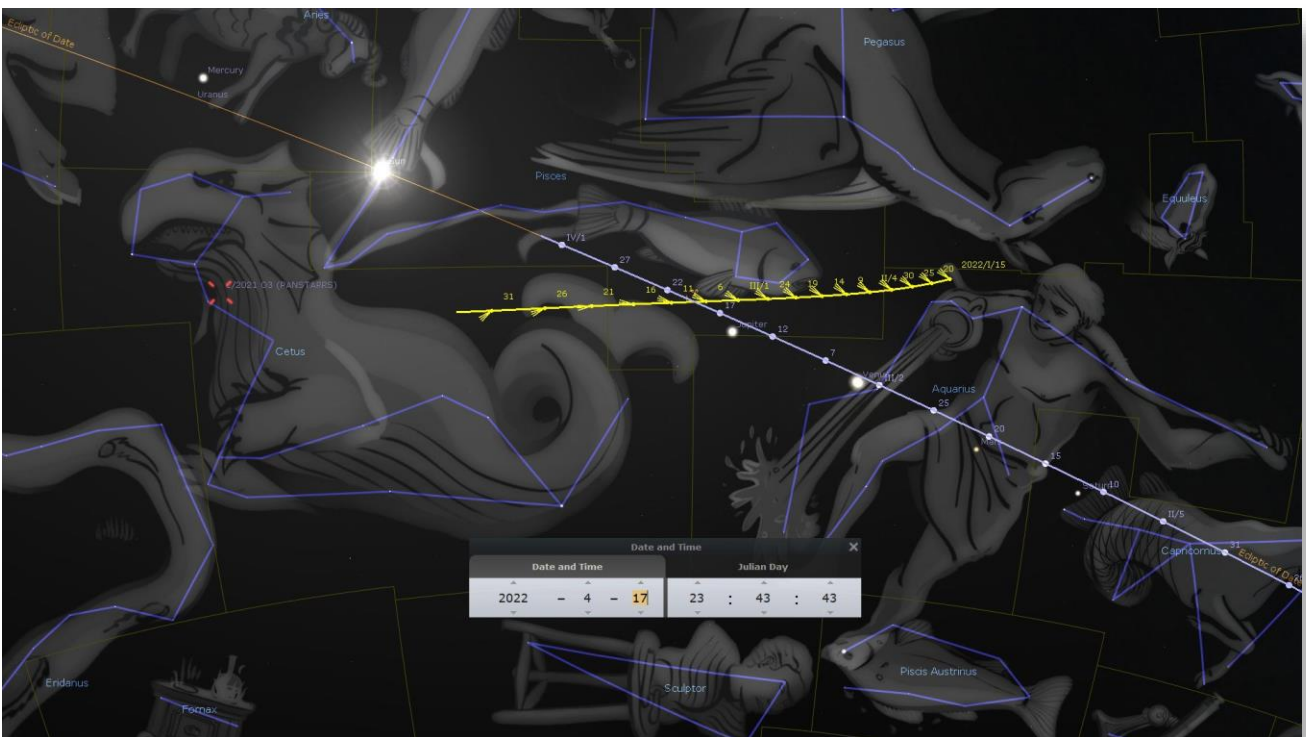 Ecliptic of Date
Aries
Pegasus
Mercury
Uranus
Sun
Pisces
Equuleus
IV/1
27
22
17
12
7
III/2
25
20
15
10
II/5
31
31
26
21
16
11
6
III/1
24
19
14
9
II/4
30
25
20
2022/I/15
C/2021 O3 (PANSTARRS)
Jupiter
Cetus
Venus
Aquarius
Mars
Saturn
Capricornus
Ecliptic of Date
Date and Time
Date and Time
Julian Day
2022 – 4 – 17 23 : 43 : 43
Eridanus
Fornax
Sculptor
Piscis Austrinus